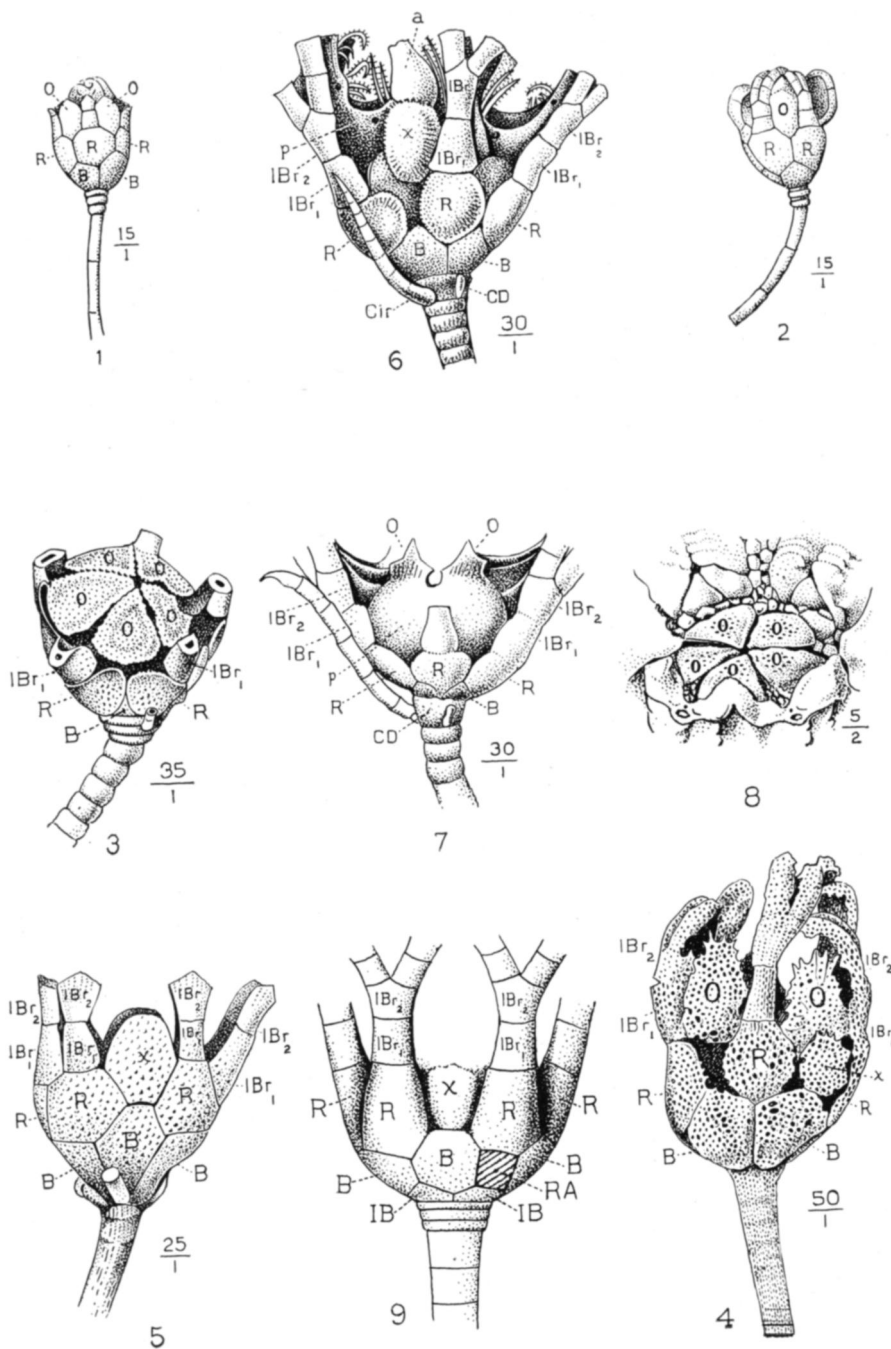 O O
R R R
B B
15
1
1
a
IBr
x
p
IBr2
IBr1
IBr1
IBr2
IBr1
R R R
B B
Cir CD
30
1
6
O
R R
15
1
2
O O
O O
O
IBr1 IBr1
R R
B
35
1
3
O O
IBr2 IBr2
IBr1 IBr1
p
R R R
B
CD
30
1
7
O O
O O O O
5
2
8
IBr2 IBr2 IBr2 IBr2
IBr1 IBr1 IBr1 IBr1
x
R R R
B B B
25
1
5
IBr2 IBr2
IBr1 IBr1
x
R R R R
B B B
RA
IB IB
9
IBr2 IBr2
O O
IBr1 IBr1
R x
R R
B B
50
1
4